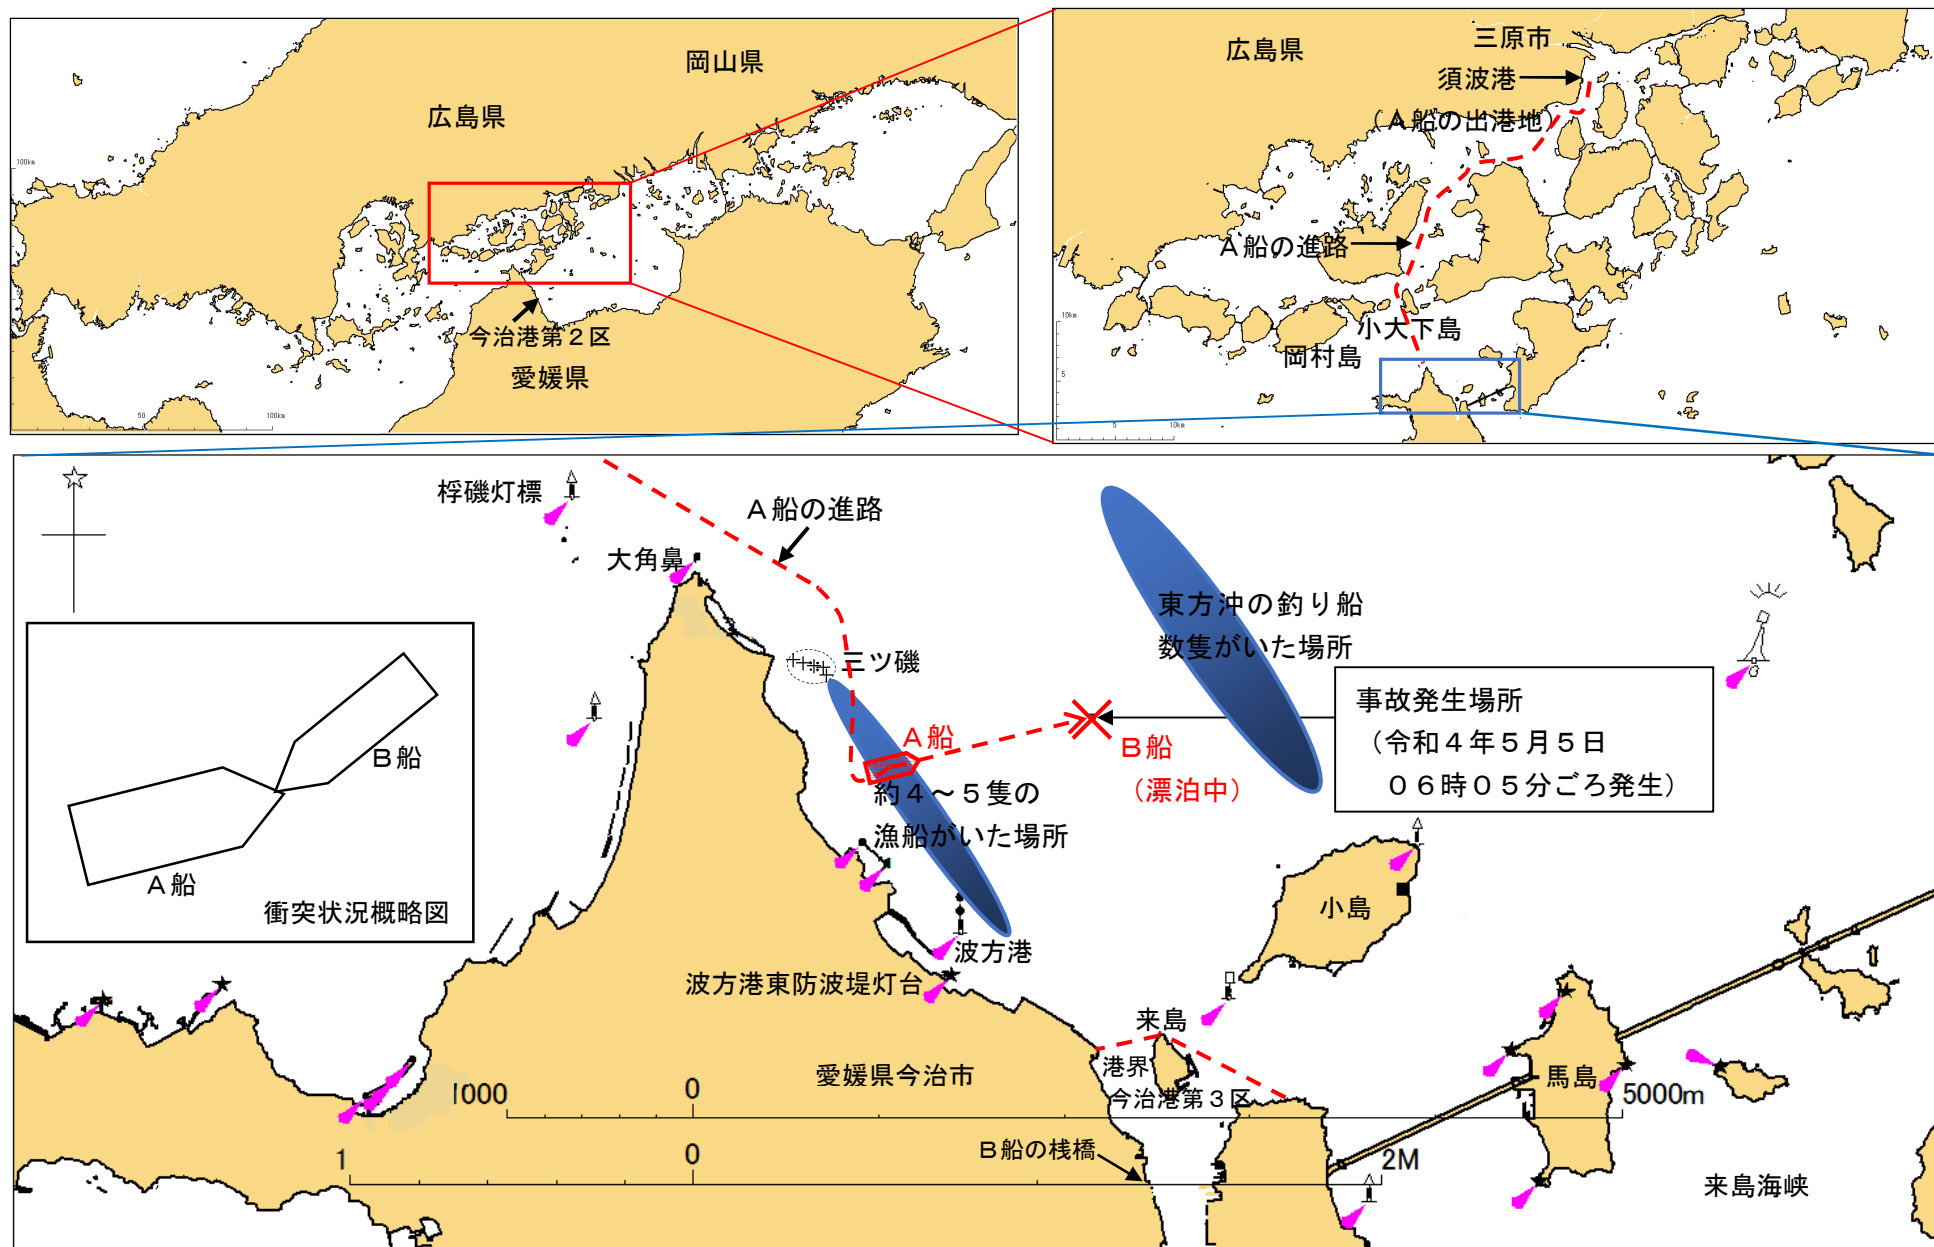 岡山県
広島県
100km
今治港第２区
愛媛県
50
100km
広島県
三原市
須波港
（Ａ船の出港地）
Ａ船の進路
小大下島
岡村島
10km
5
5
10km
桴磯灯標
Ａ船の進路
大角鼻
三ツ磯
東方沖の釣り船
数隻がいた場所
事故発生場所
（令和４年５月５日
０６時０５分ごろ発生）
Ａ船
Ｂ船
（漂泊中）
約４～５隻の
漁船がいた場所
Ｂ船
Ａ船
衝突状況概略図
小島
波方港
波方港東防波堤灯台
来島
港界
今治港第３区
愛媛県今治市
馬島
1000
0
5000m
Ｂ船の桟橋
1
0
2M
来島海峡